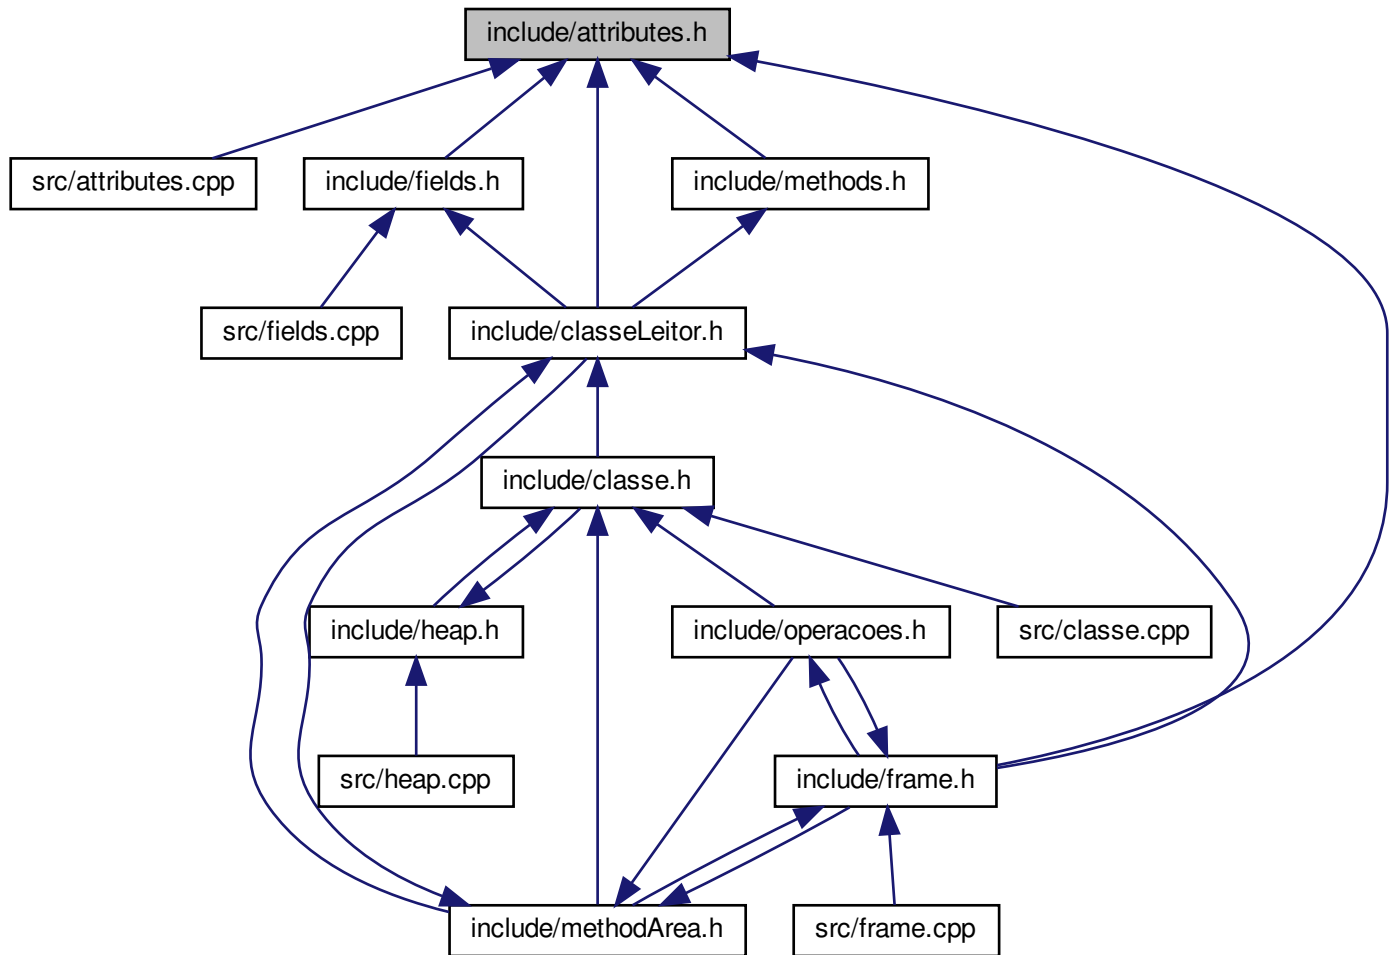 include/attributes.h
src/attributes.cpp
include/fields.h
include/methods.h
src/fields.cpp
include/classeLeitor.h
include/classe.h
include/heap.h
include/operacoes.h
src/classe.cpp
src/heap.cpp
include/frame.h
include/methodArea.h
src/frame.cpp